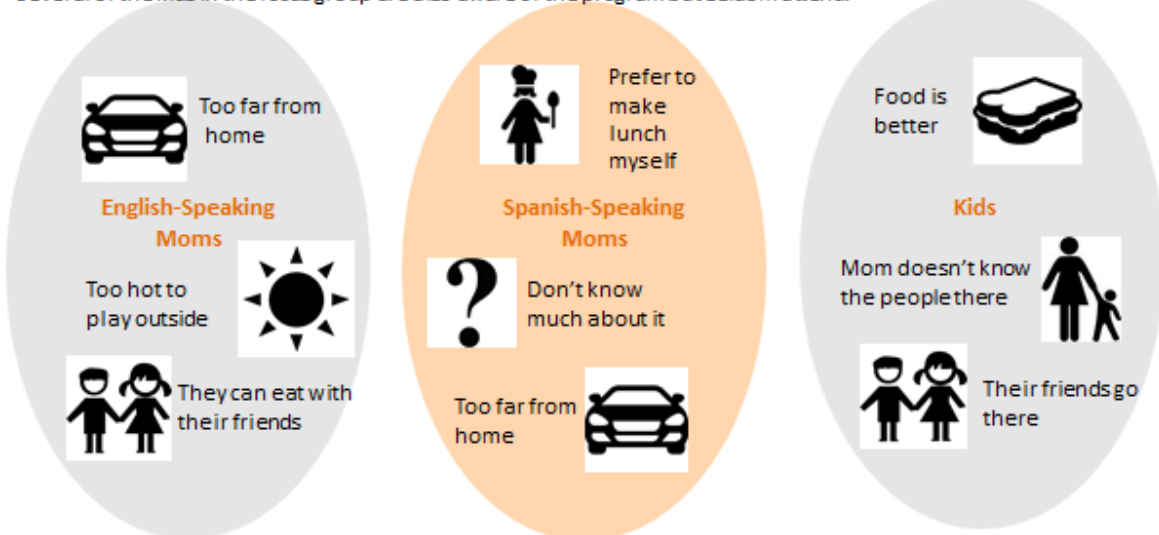 Too far from
home
English-Speaking
Moms
Too hot to
play outside
They can eat with
their friends
Prefer to
make
lunch
myself
Spanish-Speaking
Moms
?
Don't know
much about it
Too far from
home
Food is
better
Kids
Mom doesn't know
the people there
Their friends go
there